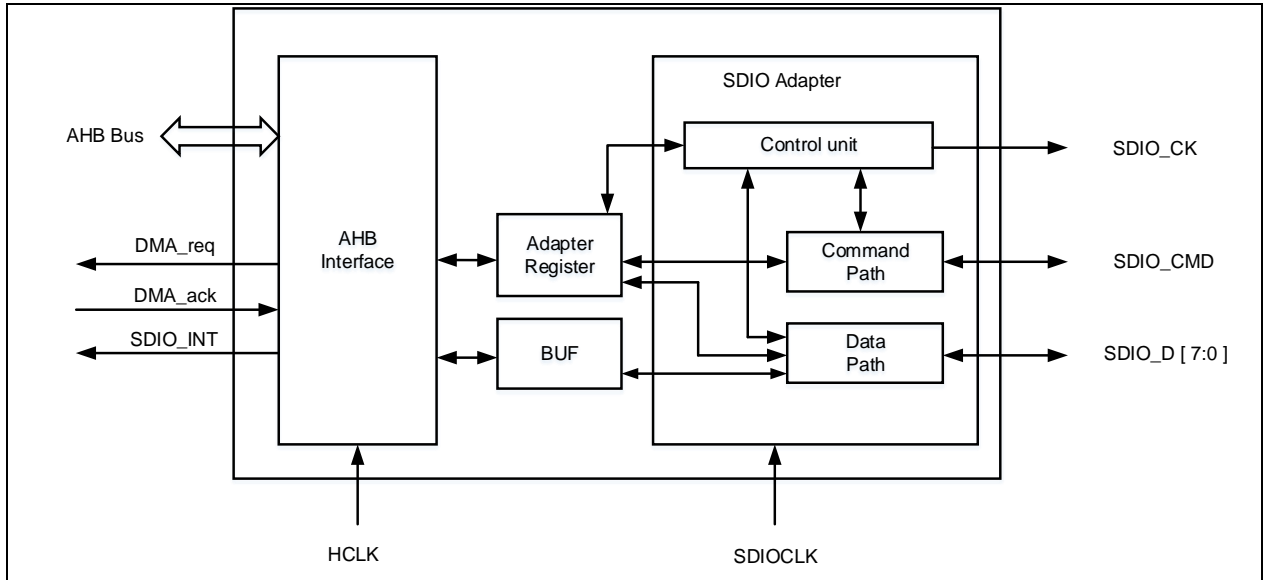 SDIO Adapter
AHB Bus
Control unit
SDIO_CK
DMA_req
AHB
Interface
Adapter
Register
Command
Path
SDIO_CMD
DMA_ack
SDIO_INT
BUF
Data
Path
SDIO_D [ 7:0 ]
HCLK
SDIOCLK